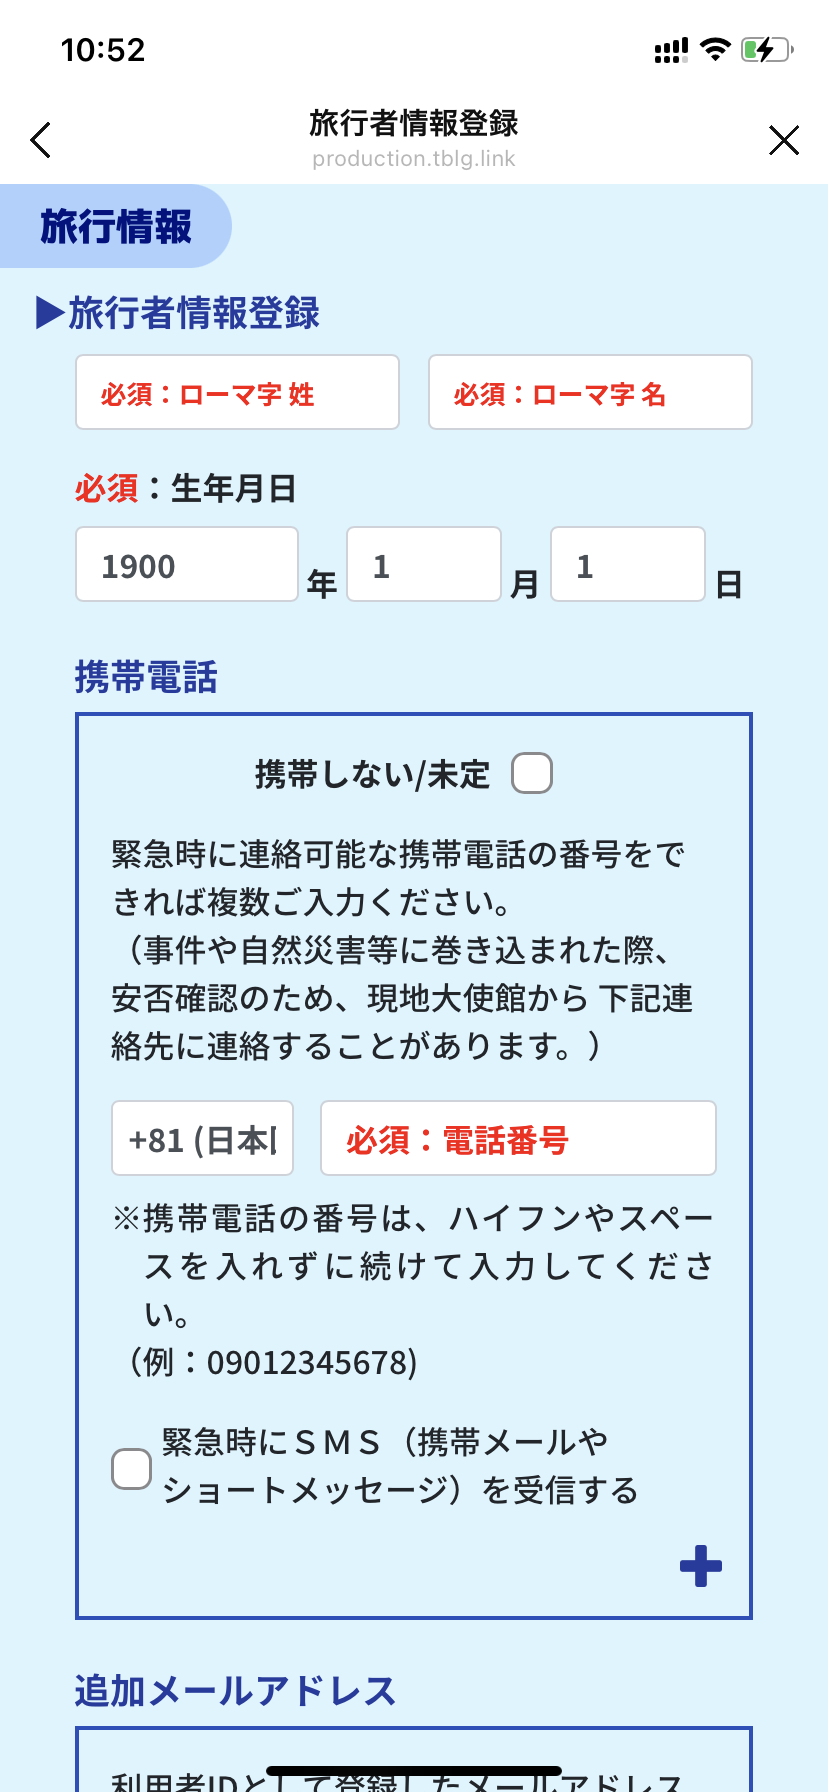 10:52
旅行者情報登録
production.tblg.link
旅行情報
▶旅行者情報登録
必須：ローマ字 姓 必須：ローマ字 名
必須：生年月日
1900 年 1 月 1 日
携帯電話
携帯しない/未定
緊急時に連絡可能な携帯電話の番号をで
きれば複数ご入力ください。
（事件や自然災害等に巻き込まれた際、
安否確認のため、現地大使館から 下記連
絡先に連絡することがあります。）
+81 (日本 必須：電話番号
※携帯電話の番号は、ハイフンやスペー
スを入れずに続けて入力してくださ
い。
（例：09012345678)
緊急時にＳＭＳ（携帯メールや
ショートメッセージ）を受信する
追加メールアドレス
利用者IDとして登録したメールアドレス